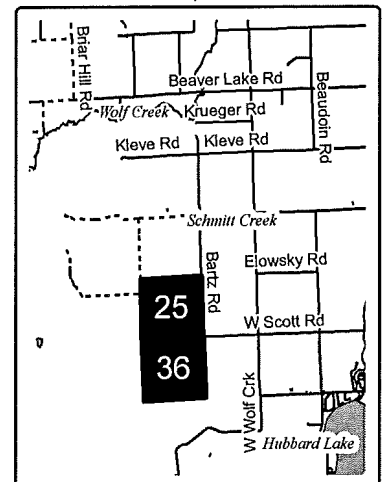 Briar Hill Rd
Beaver Lake Rd
Beaudoin Rd
Wolf Creek
Krueger Rd
Kleve Rd
Kleve Rd
Schmitt Creek
Bartz Rd
Elowsky Rd
25
W Scott Rd
36
W Wolf Crk
Hubbard Lake